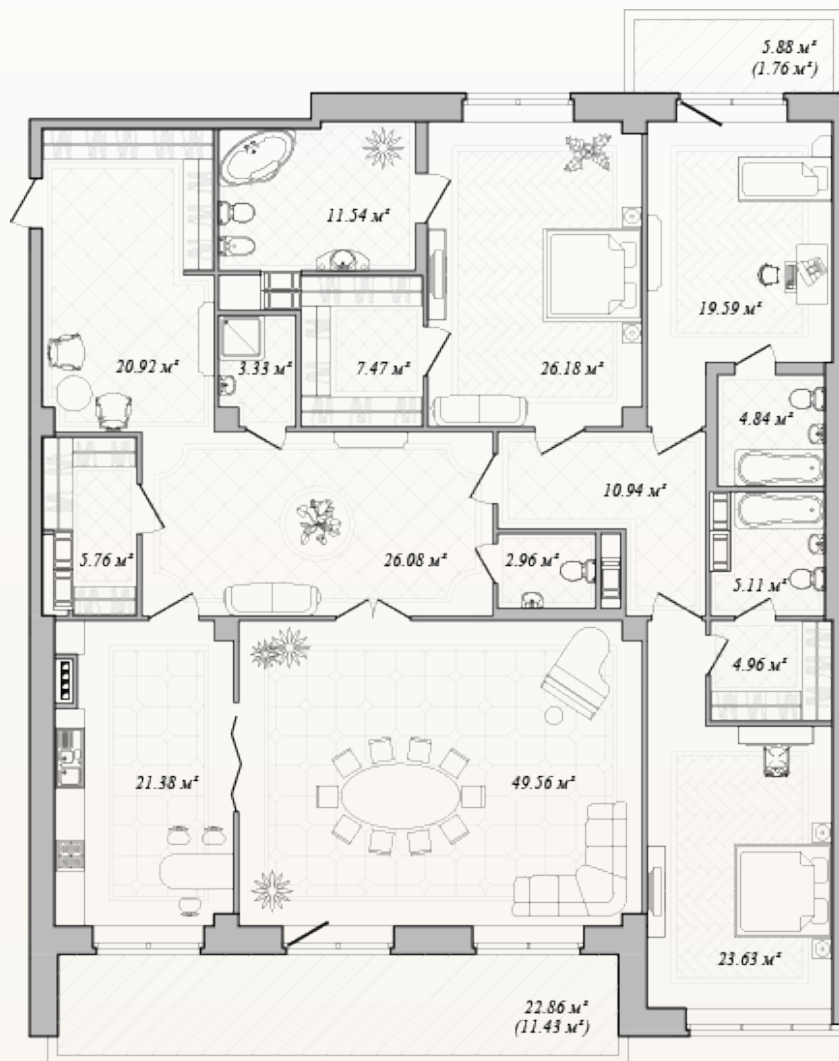 5.88 м²
(1.76 м²)
11.54 м²
19.59 м²
20.92 м²
3.33 м²
7.47 м²
26.18 м²
4.84 м²
10.94 м²
5.76 м²
26.08 м²
2.96 м²
5.11 м²
4.96 м²
21.38 м²
49.56 м²
23.63 м²
22.86 м²
(11.43 м²)